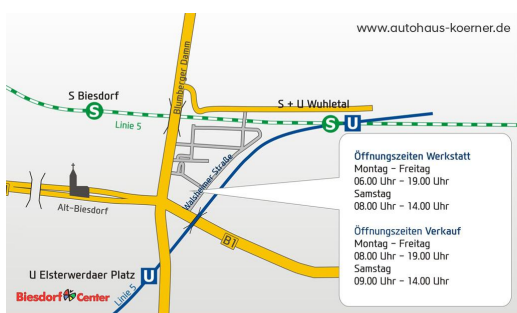 www.autohaus-koerner.de
S Biesdorf
Blumberger Damm
S + U Wuhletal
S
Linie 5
S
U
Walsheimer Straße
Öffnungszeiten Werkstatt
Montag - Freitag
06.00 Uhr - 19.00 Uhr
Samstag
08.00 Uhr - 14.00 Uhr
Alt-Biesdorf
Öffnungszeiten Verkauf
Montag - Freitag
08.00 Uhr - 19.00 Uhr
Samstag
09.00 Uhr - 14.00 Uhr
B1
U Elsterwerdaer Platz
U
Linie 5
Biesdorf Center